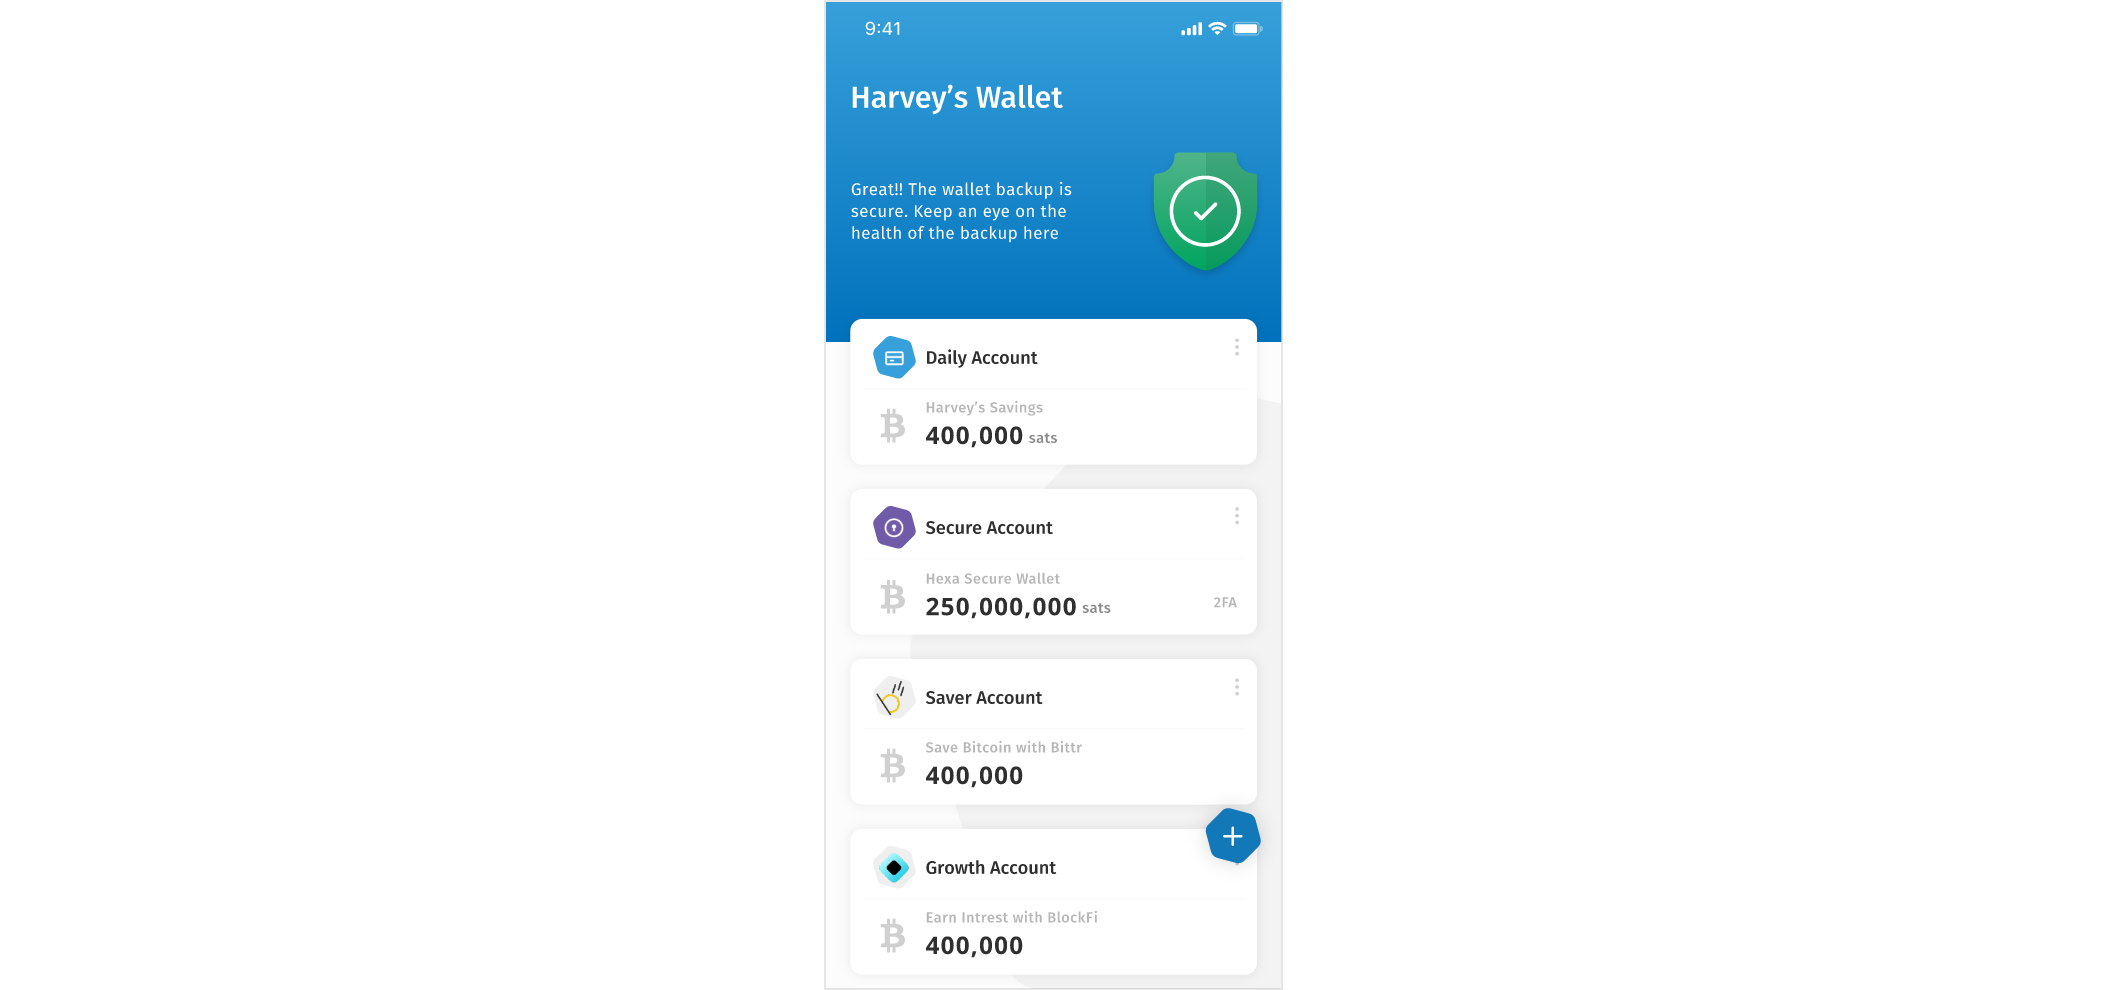 9:41
Harvey’s Wallet
Great!! The wallet backup is
secure. Keep an eye on the
health of the backup here
Daily Account
Harvey’s Savings
400,000 sats
Secure Account
Hexa Secure Wallet
250,000,000 sats
2FA
Saver Account
Save Bitcoin with Bittr
400,000
Growth Account
Earn Intrest with BlockFi
400,000